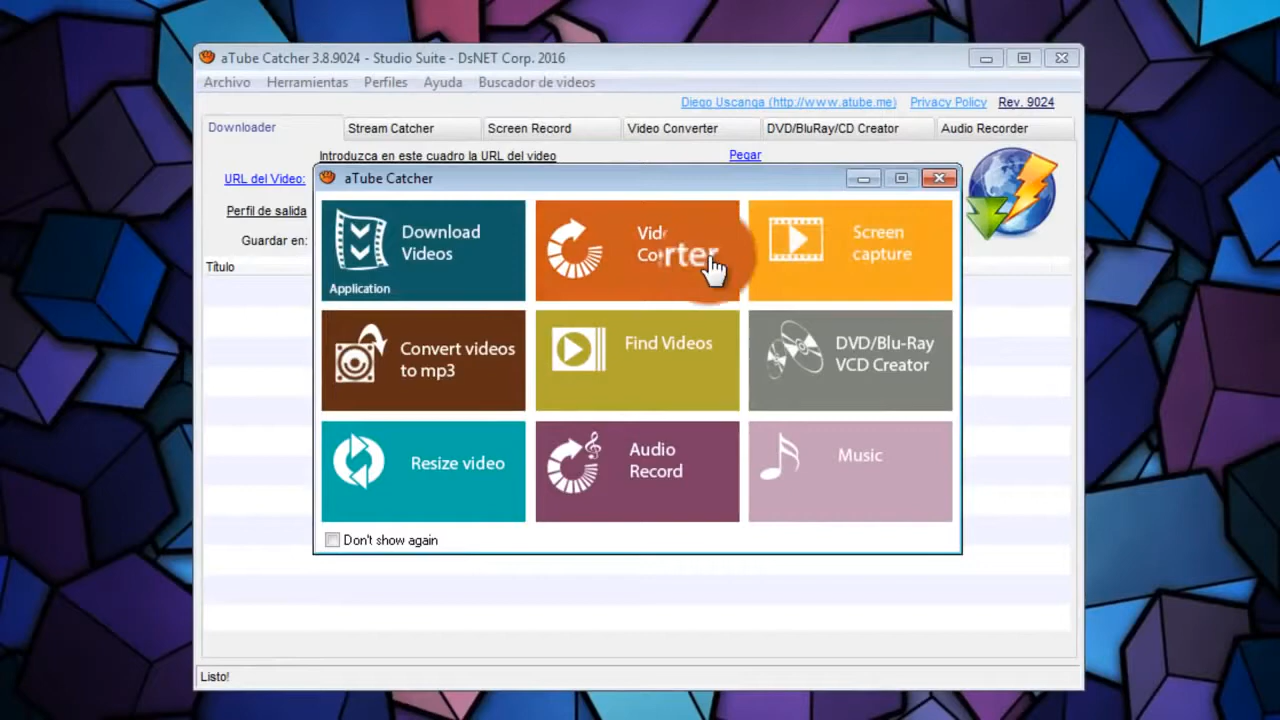 aTube Catcher 3.8.9024 - Studio Suite - DsNET Corp. 2016
Archivo Herramientas Perfiles Ayuda Buscador de videos
Diego Uscanga (http://www.atube.me) Privacy Policy Rev. 9024
Downloader Stream Catcher Screen Record Video Converter DVD/BluRay/CD Creator Audio Recorder
Introduzca en este cuadro la URL del video Pegar
URL del Video:
Perfil de salida
Guardar en:
Título
aTube Catcher
Download
Videos
Application
Vid
Co rter
Screen
capture
Convert videos
to mp3
Find Videos
DVD/Blu-Ray
VCD Creator
Resize video
Audio
Record
Music
Don't show again
Listo!